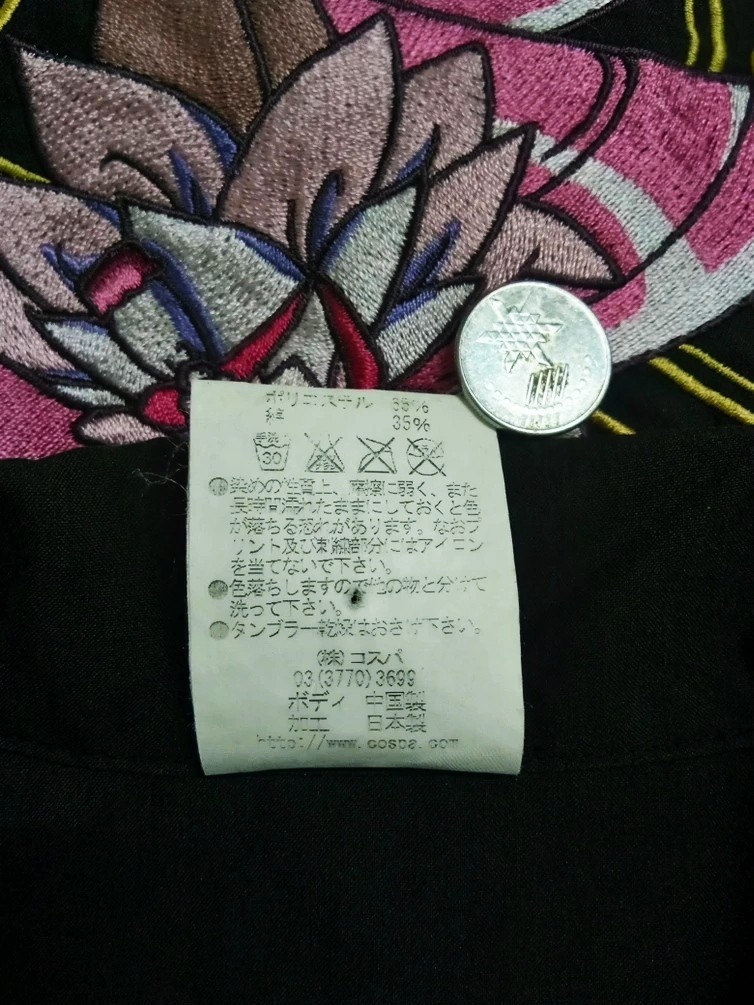 ポリエステル 65%
綿 35%
手洗イ 30
●染めの性質上、摩擦に弱く、また
長時間濡れたままにしておくと色
が落ちる恐れがあります。なおプ
リント及び刺繍部分にはアイロン
を当てないで下さい。
●色落ちしますので他の物と分けて
洗って下さい。
●タンブラー乾燥はおさけ下さい。
(株)コスパ
03(3770)3699
ボディ 中国製
加工 日本製
http://www.cospa.com